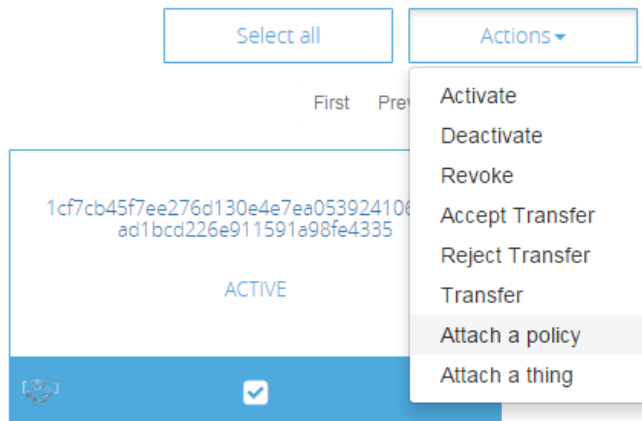 Select all
Actions
First
Activate
Deactivate
Revoke
Accept Transfer
Reject Transfer
Transfer
Attach a policy
Attach a thing
1cf7cb45f7ee276d130e4e7ea053924106
ad1bcd226e911591a98fe4335
ACTIVE